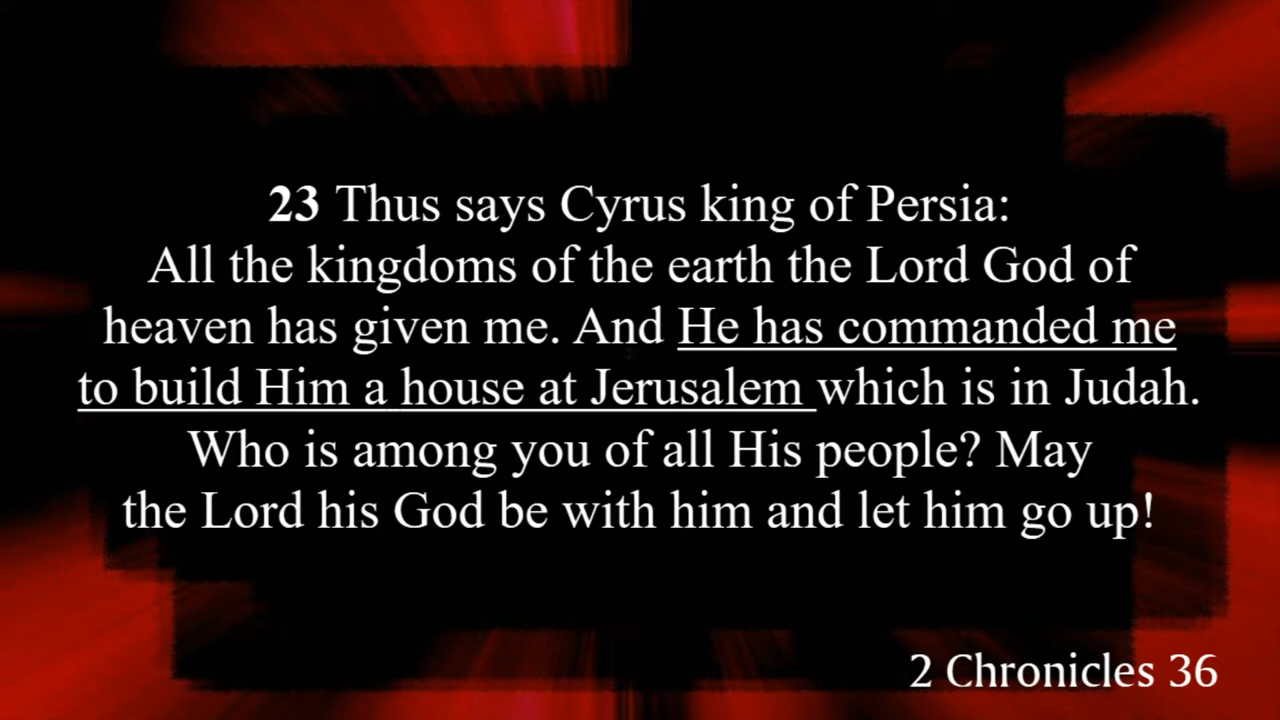 23 Thus says Cyrus king of Persia:
All the kingdoms of the earth the Lord God of
heaven has given me. And He has commanded me
to build Him a house at Jerusalem which is in Judah.
Who is among you of all His people? May
the Lord his God be with him and let him go up!
2 Chronicles 36